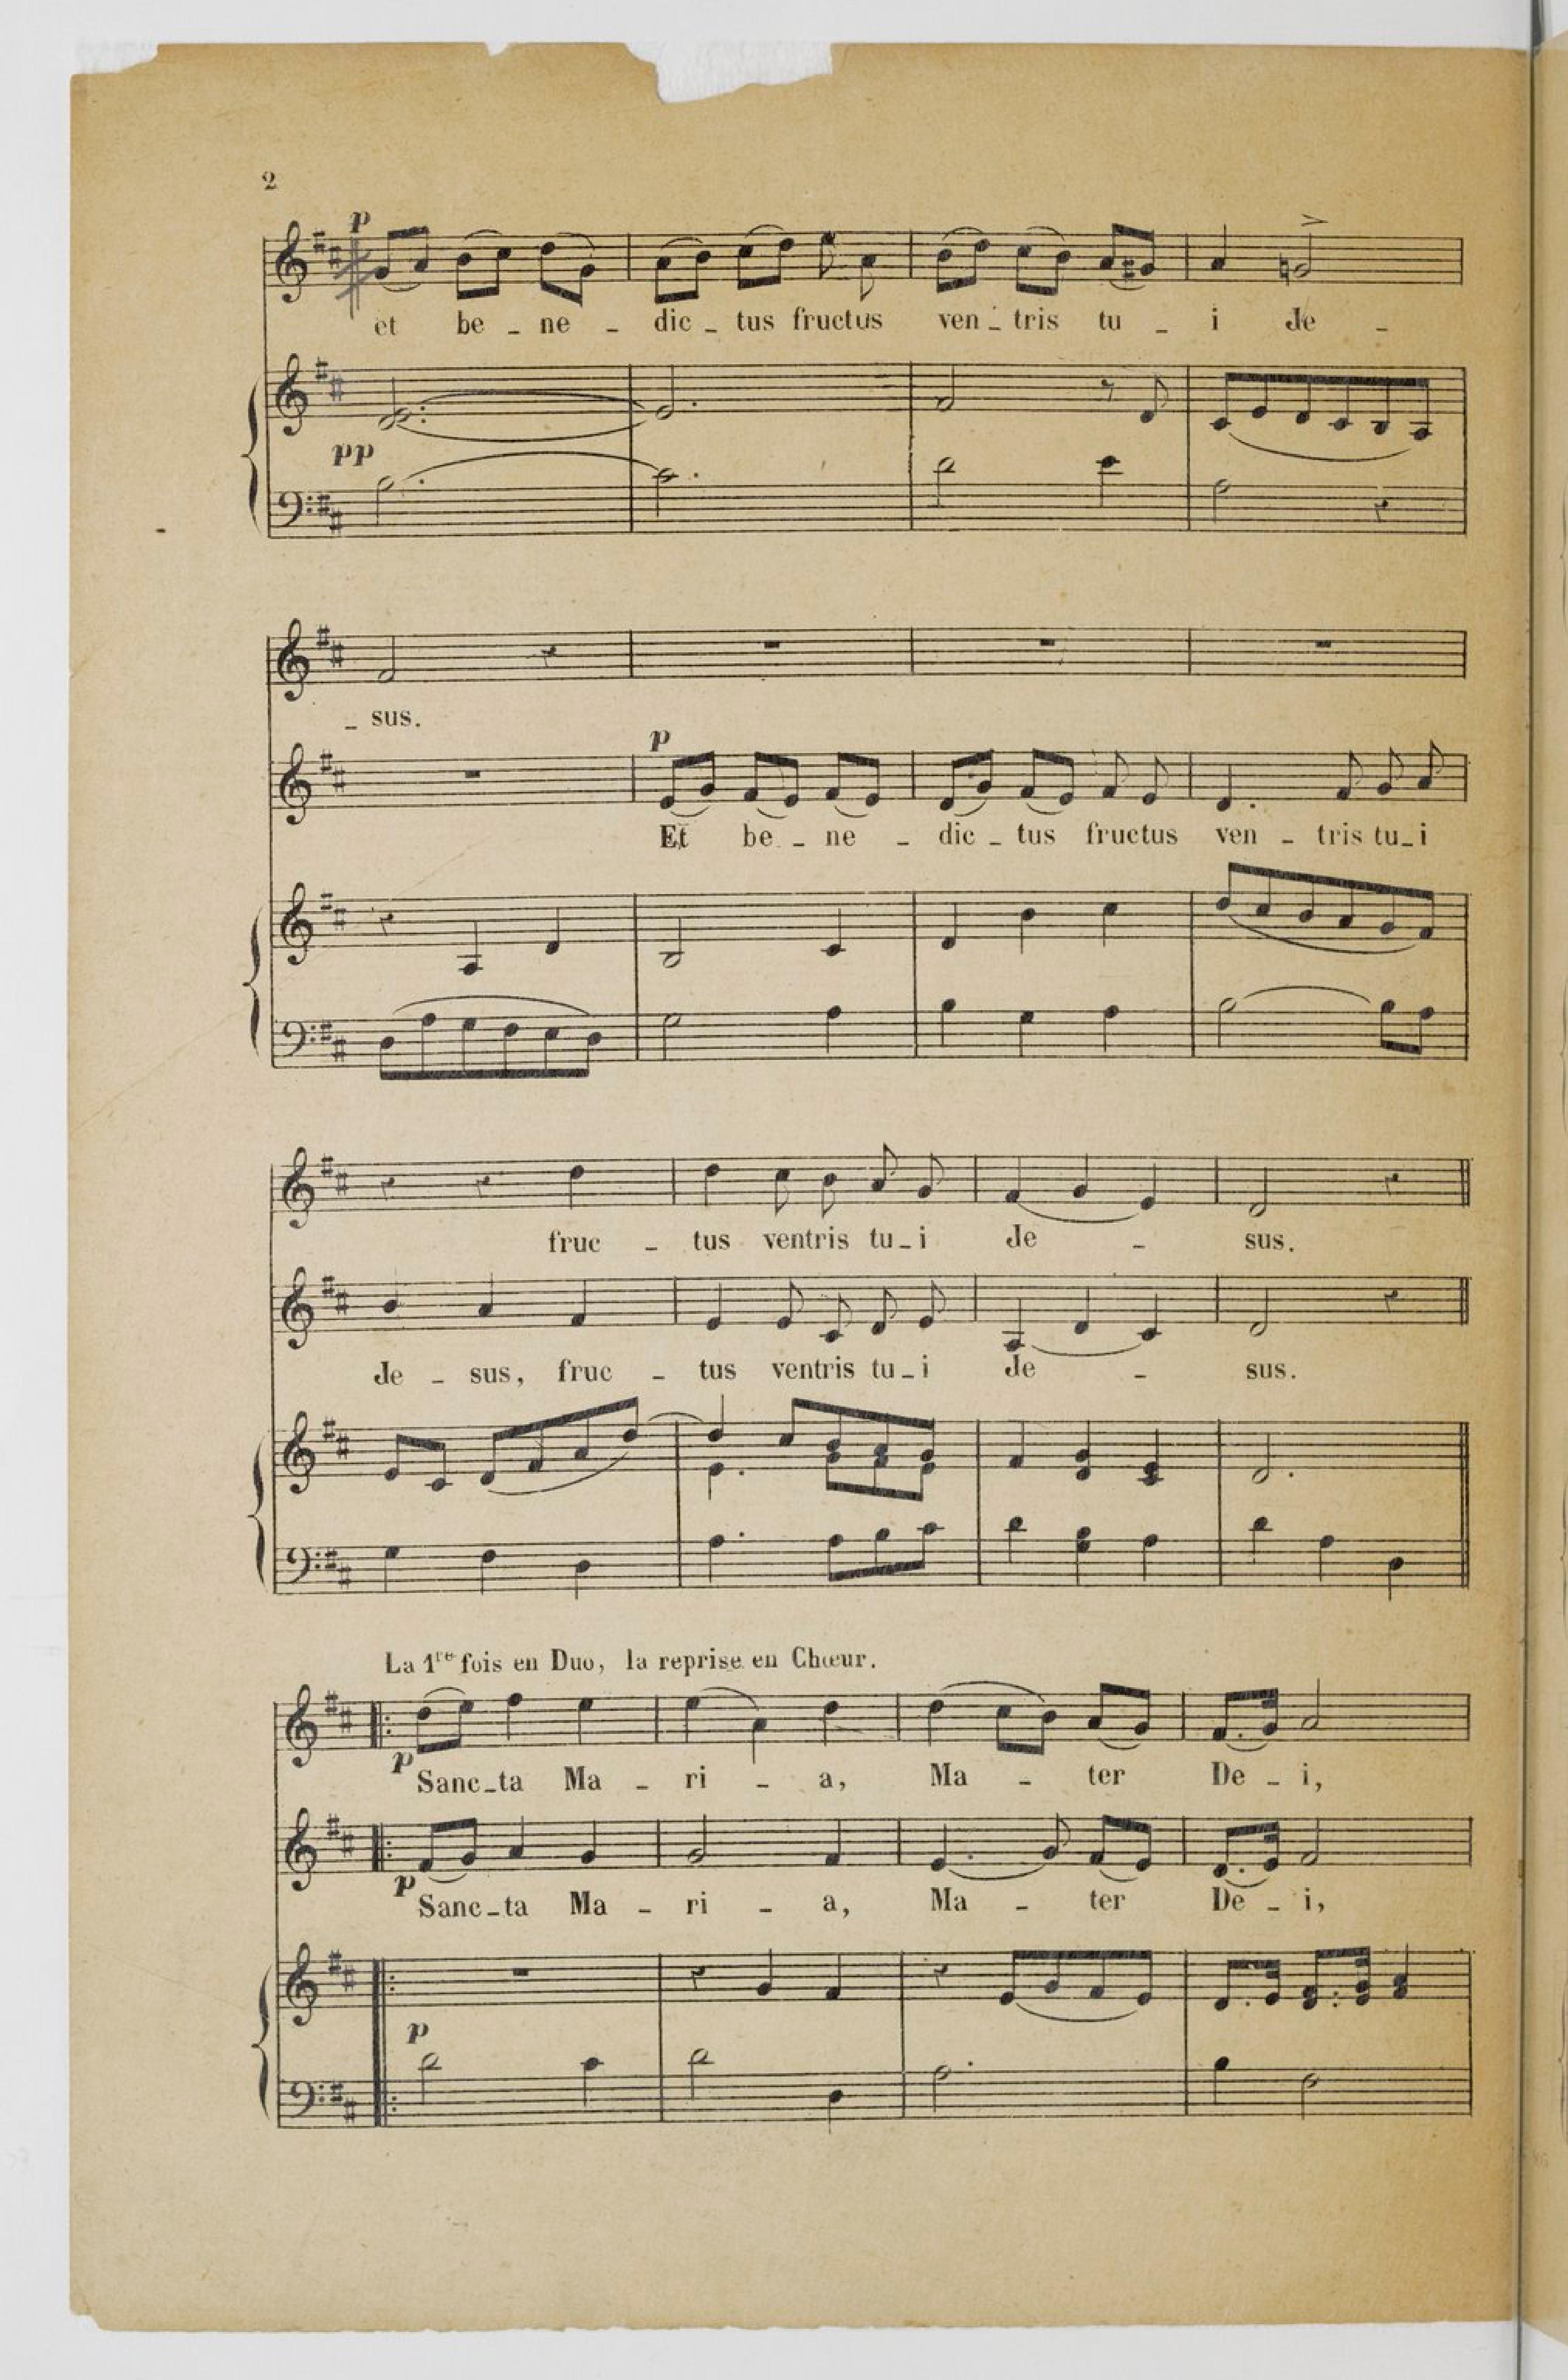 2
p
et be - ne - dic - tus fructus ven - tris tu - i Je -
pp
- sus.
p
Et be - ne - dic - tus fructus ven - tris tu - i
fruc - tus ventris tu - i Je - sus.
Je - sus, fruc - tus ventris tu - i Je - sus.
La 1re fois en Duo, la reprise en Chœur.
p
Sanc - ta Ma - ri - a, Ma - ter De - i,
p
Sanc - ta Ma - ri - a, Ma - ter De - i,
p